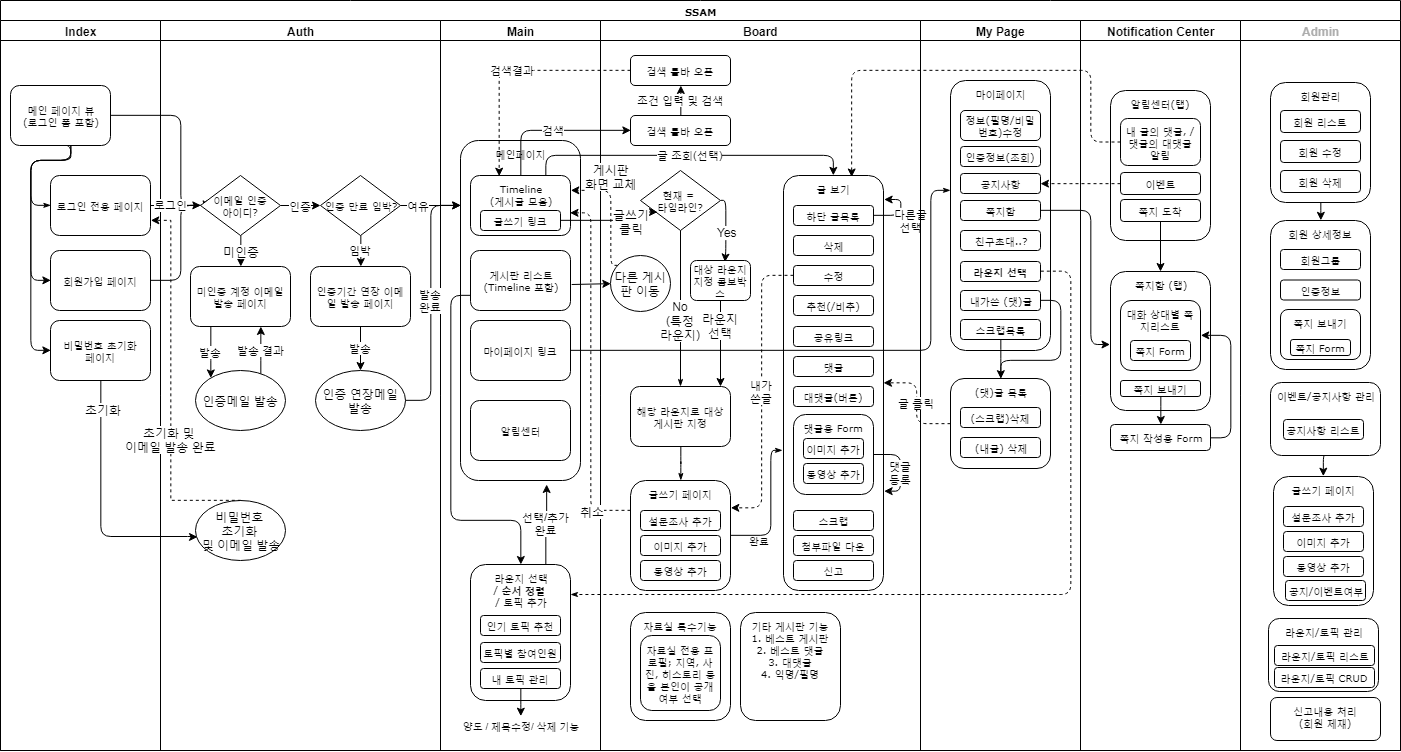 SSAM
Index
Auth
Main
Board
My Page
Notification Center
Admin
메인 페이지 뷰
(로그인 폼 포함)
로그인 전용 페이지
회원가입 페이지
비밀번호 초기화
페이지
로그인
초기화
초기화 및
이메일 발송 완료
이메일 인증
아이디?
인증
인증 만료 임박?
여유
미인증
임박
미인증 계정 이메일
발송 페이지
인증기간 연장 이메
일 발송 페이지
발송
발송 결과
발송
인증메일 발송
인증 연장메일
발송
발송
완료
비밀번호
초기화
및 이메일 발송
메인페이지
Timeline
(게시글 모음)
글쓰기 링크
게시판 리스트
(Timeline 포함)
마이페이지 링크
알림센터
검색결과
검색
선택/추가
완료
라운지 선택
/ 순서 정렬
/ 토픽 추가
인기 토픽 추천
토픽별 참여인원
내 토픽 관리
양도 / 제목수정/ 삭제 기능
검색 툴바 오픈
조건 입력 및 검색
검색 툴바 오픈
글 조회(선택)
게시판
화면 교체
글쓰기
클릭
현재 =
타임라인?
Yes
다른 게시
판 이동
대상 라운지
지정 콤보박
스
No
(특정
라운지)
라운지
선택
해당 라운지로 대상
게시판 지정
내가
쓴글
취소
글쓰기 페이지
설문조사 추가
이미지 추가
동영상 추가
완료
글 보기
하단 글목록
삭제
수정
추천(/비추)
공유링크
댓글
대댓글(버튼)
댓글용 Form
이미지 추가
동영상 추가
스크랩
첨부파일 다운
신고
다른글
선택
글 클릭
댓글
등록
자료실 특수기능
자료실 전용 프
로필; 지역, 사
진, 히스토리 등
을 본인이 공개
여부 선택
기타 게시판 기능
1. 베스트 게시판
2. 베스트 댓글
3. 대댓글
4. 익명/필명
마이페이지
정보(필명/비밀
번호)수정
인증정보(조회)
공지사항
쪽지함
친구초대..?
라운지 선택
내가쓴 (댓)글
스크랩목록
(댓)글 목록
(스크랩)삭제
(내글) 삭제
알림센터(탭)
내 글의 댓글, /
댓글의 대댓글
알림
이벤트
쪽지 도착
쪽지함 (탭)
대화 상대별 쪽
지리스트
쪽지 Form
쪽지 보내기
쪽지 작성용 Form
회원관리
회원 리스트
회원 수정
회원 삭제
회원 상세정보
회원그룹
인증정보
쪽지 보내기
쪽지 Form
이벤트/공지사항 관리
공지사항 리스트
글쓰기 페이지
설문조사 추가
이미지 추가
동영상 추가
공지/이벤트여부
라운지/토픽 관리
라운지/토픽 리스트
라운지/토픽 CRUD
신고내용 처리
(회원 제재)